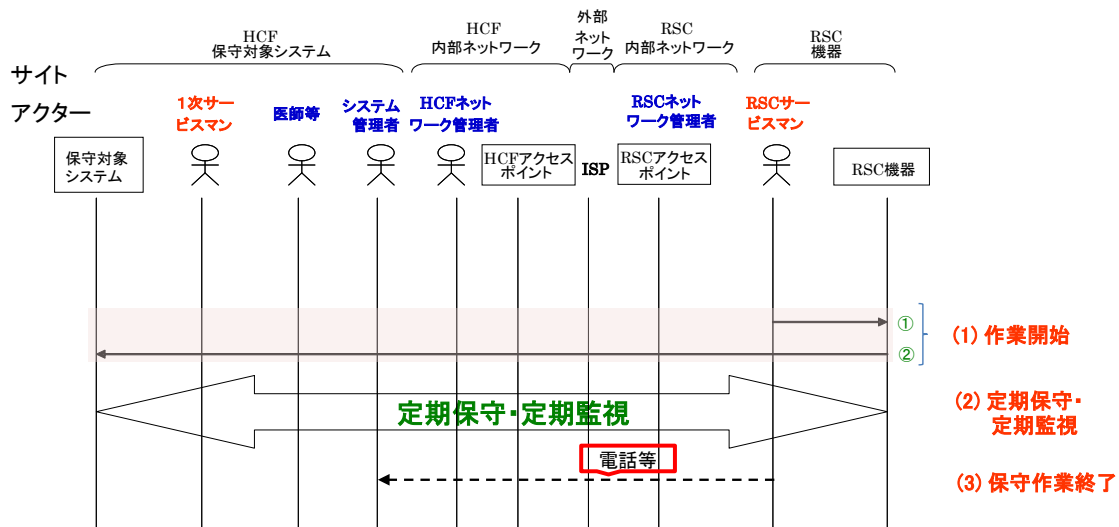 HCF
保守対象システム
HCF
内部ネットワーク
外部
ネット
ワーク
RSC
内部ネットワーク
RSC
機器
サイト
アクター
1次サー
ビスマン
医師等
システム
管理者
HCFネット
ワーク管理者
RSCネット
ワーク管理者
RSCサー
ビスマン
保守対象
システム
HCFアクセス
ポイント
ISP
RSCアクセス
ポイント
RSC機器
①
②
(1) 作業開始
定期保守・定期監視
(2) 定期保守・
定期監視
電話等
(3) 保守作業終了